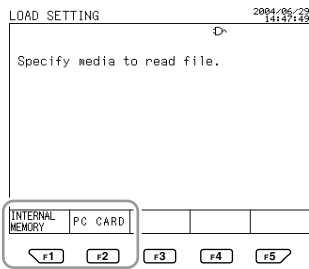 LOAD SETTING
2004/06/29
14:47:49
Specify media to read file.
INTERNAL
MEMORY
PC CARD
F1 F2 F3 F4 F5